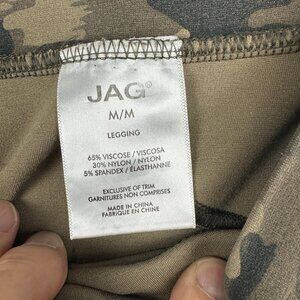 JAG®
M/M
LEGGING
65% VISCOSE / VISCOSA
30% NYLON / NYLON
5% SPANDEX / ÉLASTHANNE
EXCLUSIVE OF TRIM
GARNITURES NON COMPRISES
MADE IN CHINA
FABRIQUÉ EN CHINE